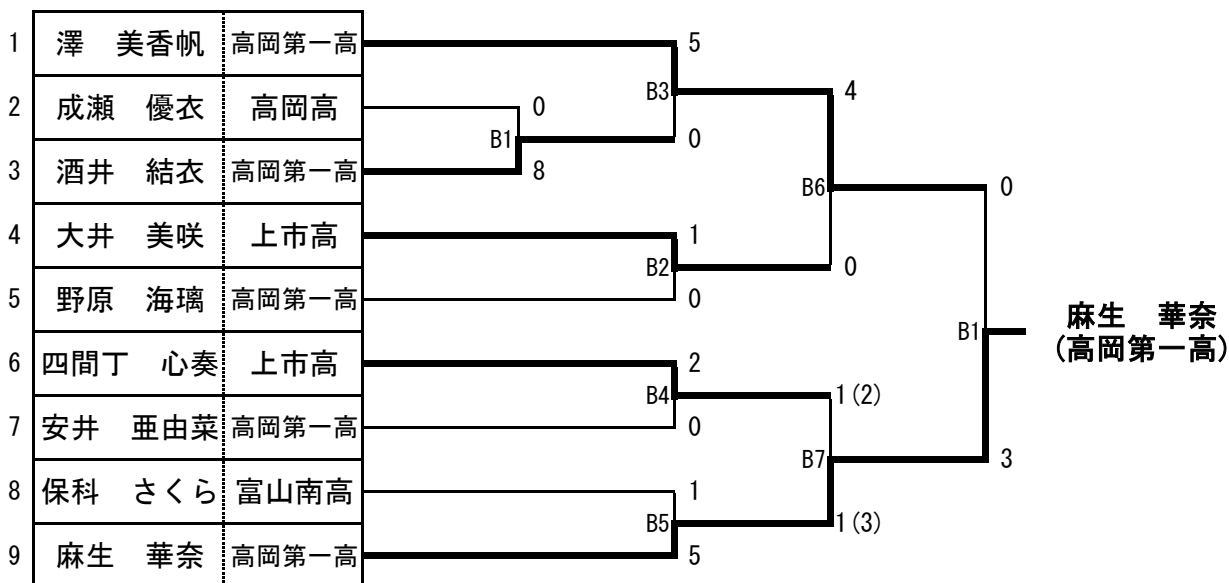 1 澤　美香帆 高岡第一高 5
B3 4
2 成瀬　優衣 高岡高 0
B1 0
3 酒井　結衣 高岡第一高 8
B6 0
4 大井　美咲 上市高 1
B2 0
5 野原　海璃 高岡第一高 0
B1 麻生　華奈
(高岡第一高)
6 四間丁　心奏 上市高 2
B4 1(2)
7 安井　亜由菜 高岡第一高 0
B7 3
8 保科　さくら 富山南高 1
B5 1(3)
9 麻生　華奈 高岡第一高 5